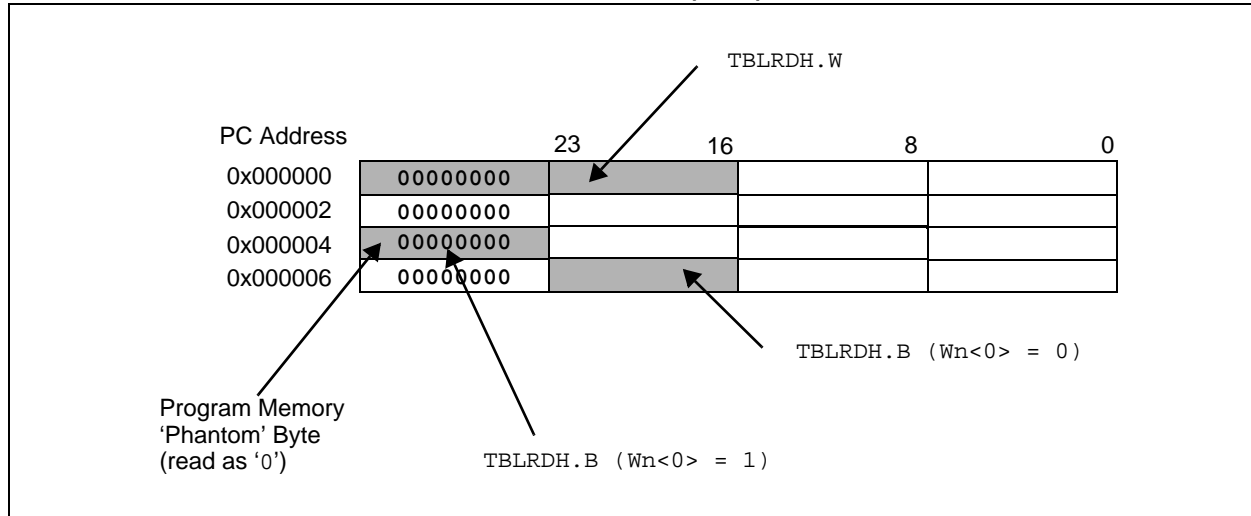 TBLRDH.W
PC Address
23 16 8 0
0x000000 00000000
0x000002 00000000
0x000004 00000000
0x000006 00000000
TBLRDH.B (Wn<0> = 0)
Program Memory
‘Phantom’ Byte
(read as ‘0’)
TBLRDH.B (Wn<0> = 1)